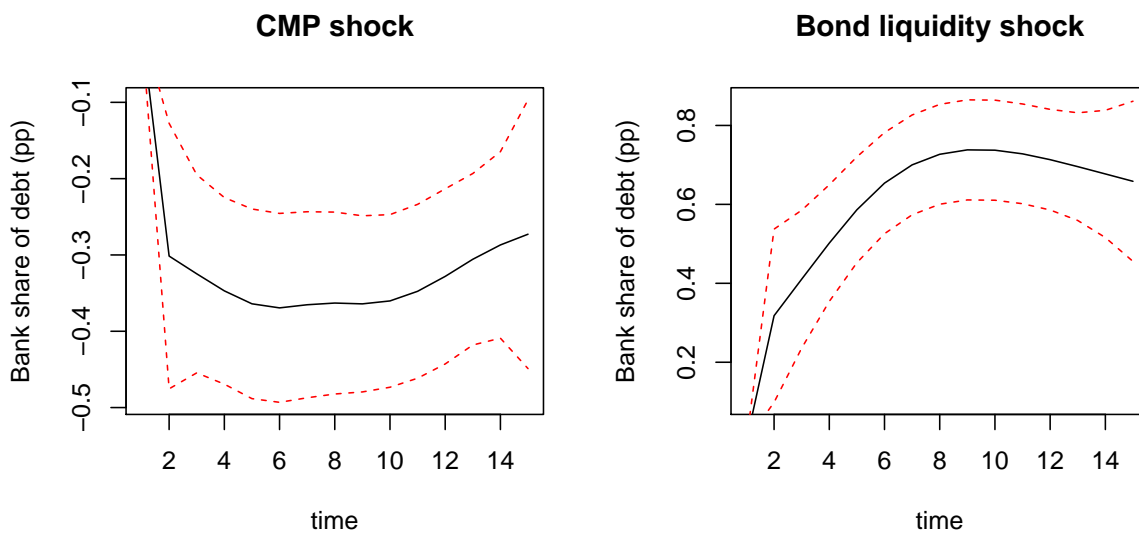 CMP shock
Bank share of debt (pp)
−0.1
−0.2
−0.3
−0.4
−0.5
2 4 6 8 10 12 14
time
Bond liquidity shock
Bank share of debt (pp)
0.8
0.6
0.4
0.2
2 4 6 8 10 12 14
time